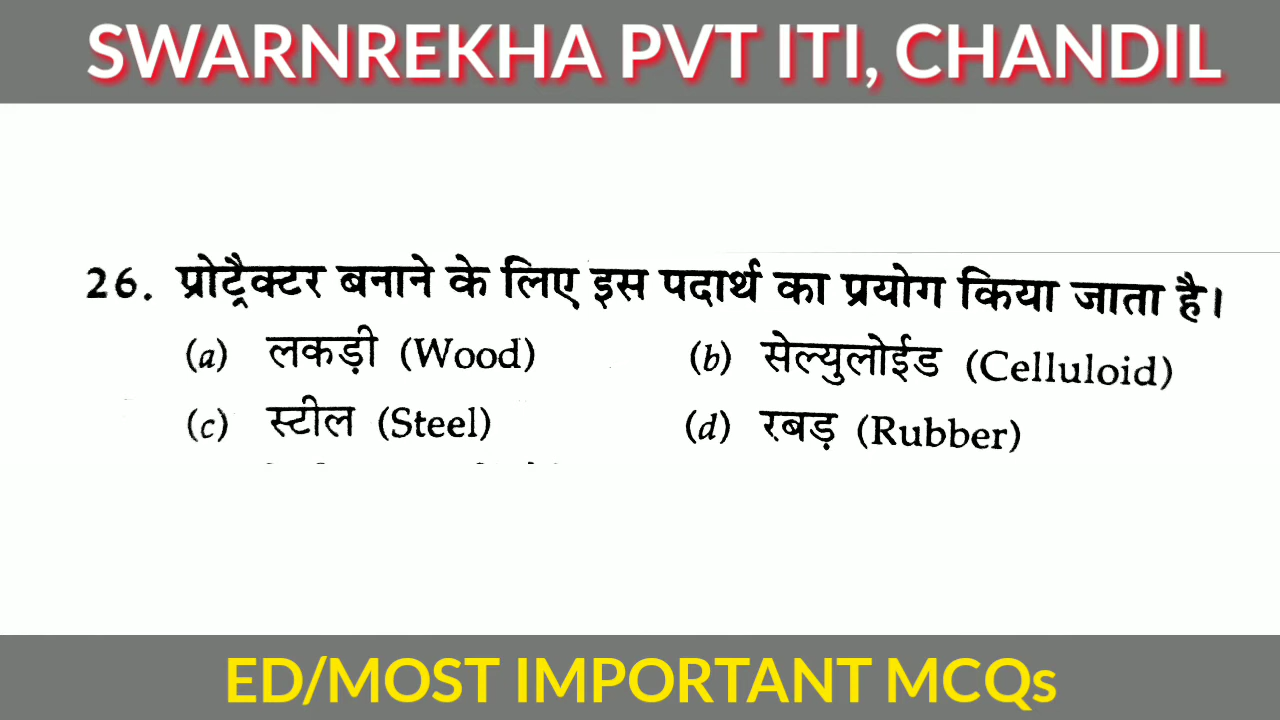 SWARNREKHA PVT ITI, CHANDIL
26. प्रोट्रैक्टर बनाने के लिए इस पदार्थ का प्रयोग किया जाता है।
(a) लकड़ी (Wood) (b) सेल्युलोईड (Celluloid)
(c) स्टील (Steel) (d) रबड़ (Rubber)
ED/MOST IMPORTANT MCQs